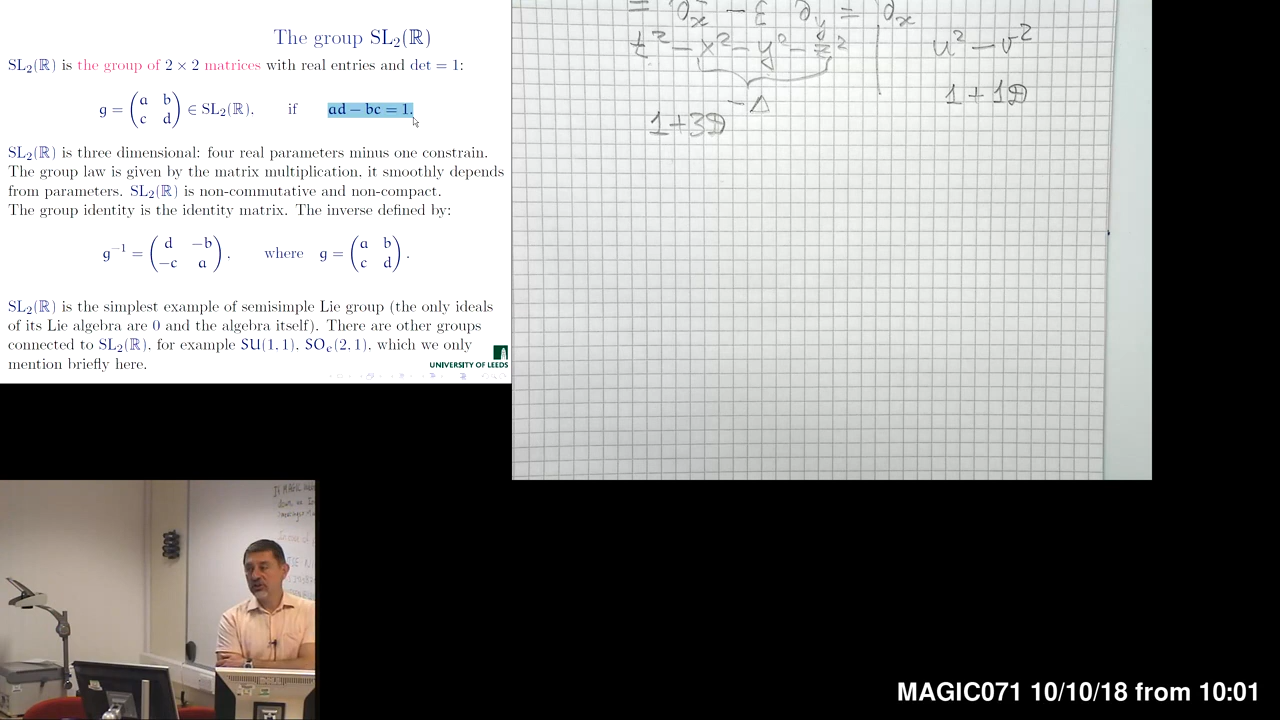 The group SL₂(ℝ)
SL₂(ℝ) is the group of 2 × 2 matrices with real entries and det = 1:
g = (a b
c d) ∈ SL₂(ℝ). if ad − bc = 1.
SL₂(ℝ) is three dimensional: four real parameters minus one constrain.
The group law is given by the matrix multiplication, it smoothly depends
from parameters. SL₂(ℝ) is non-commutative and non-compact.
The group identity is the identity matrix. The inverse defined by:
g⁻¹ = (d −b
−c a). where g = (a b
c d).
SL₂(ℝ) is the simplest example of semisimple Lie group (the only ideals
of its Lie algebra are 0 and the algebra itself). There are other groups
connected to SL₂(ℝ), for example SU(1, 1), SOₑ(2, 1), which we only
mention briefly here.
UNIVERSITY OF LEEDS
t² − x² − y² − z² u² − v²
−Δ 1 + 1D
1+3D
MAGIC071 10/10/18 from 10:01